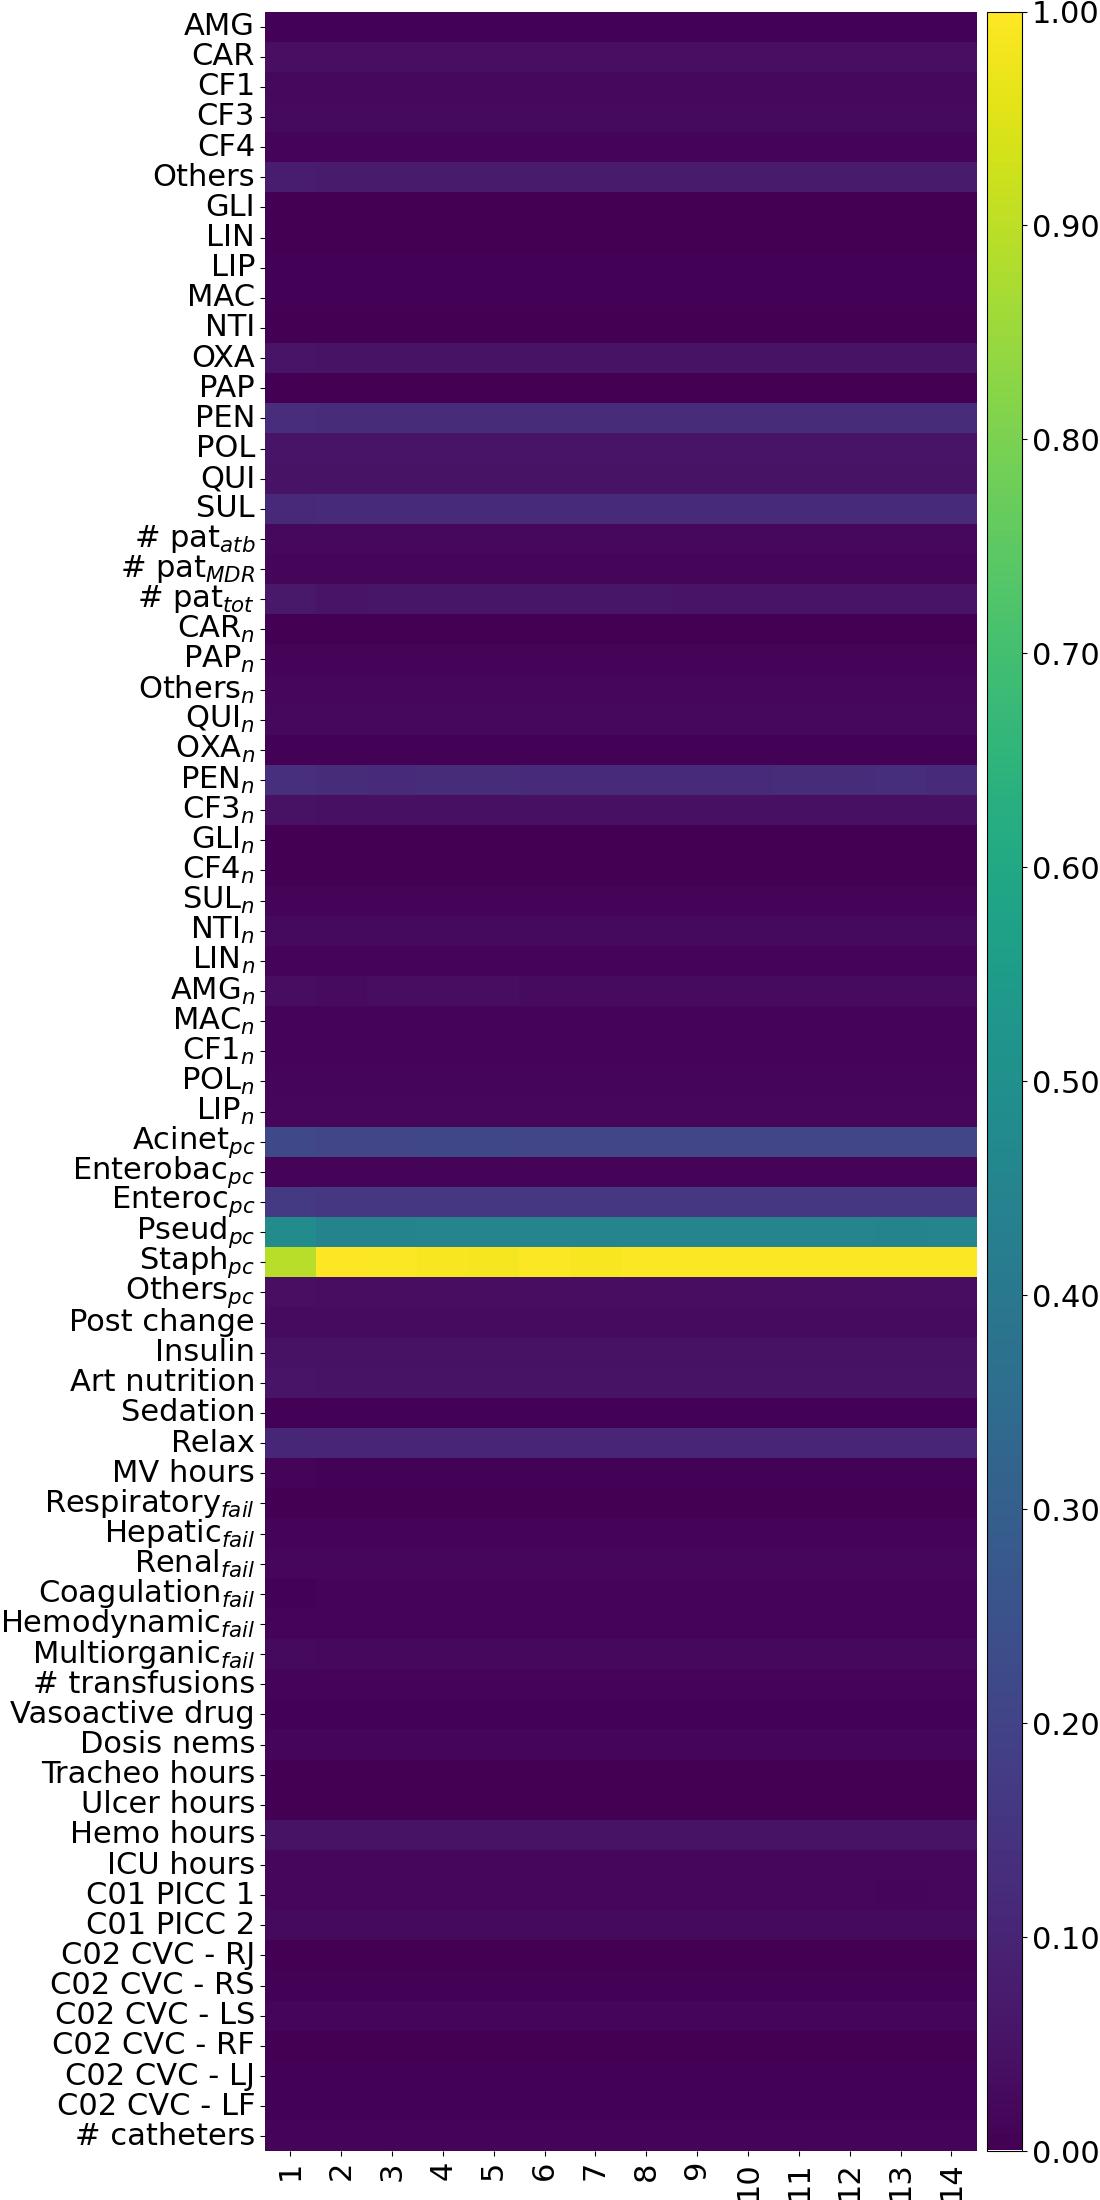 AMG
CAR
CF1
CF3
CF4
Others
GLI
LIN
LIP
MAC
NTI
OXA
PAP
PEN
POL
QUI
SUL
# pat_atb
# pat_MDR
# pat_tot
CAR_n
PAP_n
Others_n
QUI_n
OXA_n
PEN_n
CF3_n
GLI_n
CF4_n
SUL_n
NTI_n
LIN_n
AMG_n
MAC_n
CF1_n
POL_n
LIP_n
Acinet_pc
Enterobac_pc
Enteroc_pc
Pseud_pc
Staph_pc
Others_pc
Post change
Insulin
Art nutrition
Sedation
Relax
MV hours
Respiratory_fail
Hepatic_fail
Renal_fail
Coagulation_fail
Hemodynamic_fail
Multiorganic_fail
# transfusions
Vasoactive drug
Dosis nems
Tracheo hours
Ulcer hours
Hemo hours
ICU hours
C01 PICC 1
C01 PICC 2
C02 CVC - RJ
C02 CVC - RS
C02 CVC - LS
C02 CVC - RF
C02 CVC - LJ
C02 CVC - LF
# catheters
1 2 3 4 5 6 7 8 9 10 11 12 13 14
1.00
0.90
0.80
0.70
0.60
0.50
0.40
0.30
0.20
0.10
0.00